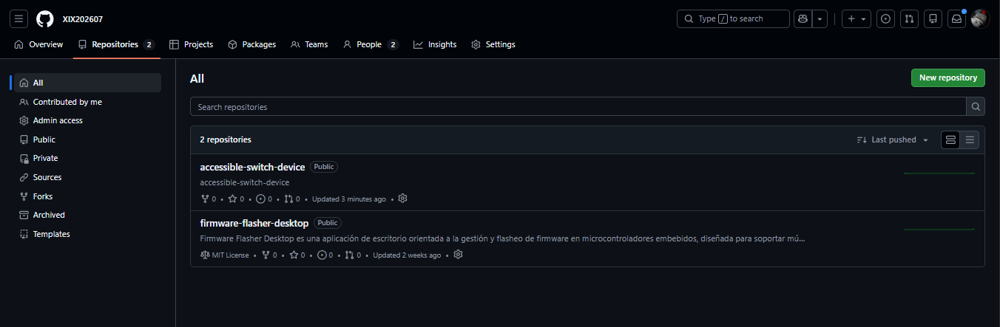 XIX202607
Type / to search
Overview Repositories 2 Projects Packages Teams People 2 Insights Settings
All
Contributed by me
Admin access
Public
Private
Sources
Forks
Archived
Templates
All
New repository
Search repositories
2 repositories
Last pushed
accessible-switch-device Public
accessible-switch-device
0 • 0 • 0 • 0 • Updated 3 minutes ago •
firmware-flasher-desktop Public
Firmware Flasher Desktop es una aplicación de escritorio orientada a la gestión y flasheo de firmware en microcontroladores embebidos, diseñada para soportar mú...
MIT License • 0 • 0 • 0 • 0 • Updated 2 weeks ago •